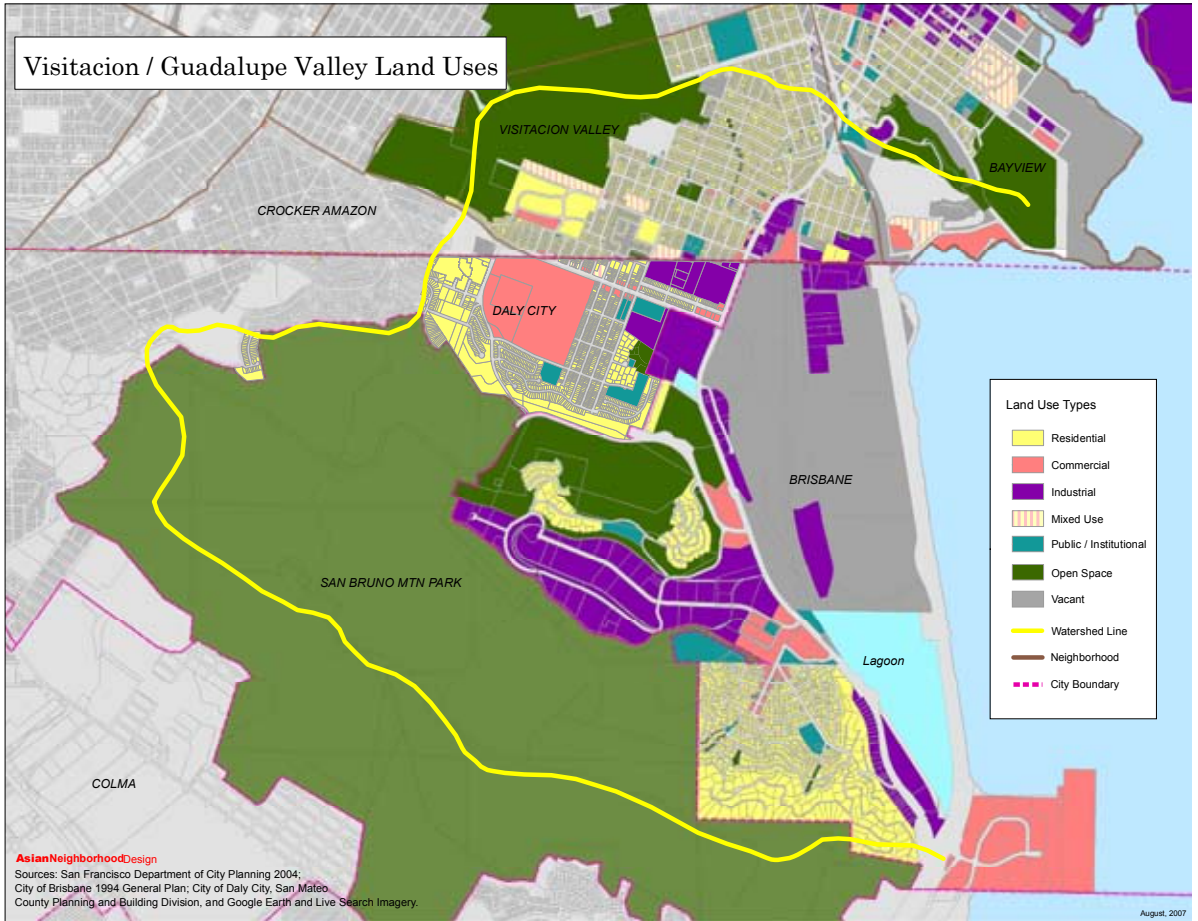 Visitacion / Guadalupe Valley Land Uses
VISITACION VALLEY
BAYVIEW
CROCKER AMAZON
DALY CITY
BRISBANE
SAN BRUNO MTN PARK
Lagoon
COLMA
Land Use Types
Residential
Commercial
Industrial
Mixed Use
Public / Institutional
Open Space
Vacant
Watershed Line
Neighborhood
City Boundary
AsianNeighborhoodDesign
Sources: San Francisco Department of City Planning 2004;
City of Brisbane 1994 General Plan; City of Daly City, San Mateo
County Planning and Building Division, and Google Earth and Live Search Imagery.
August, 2007